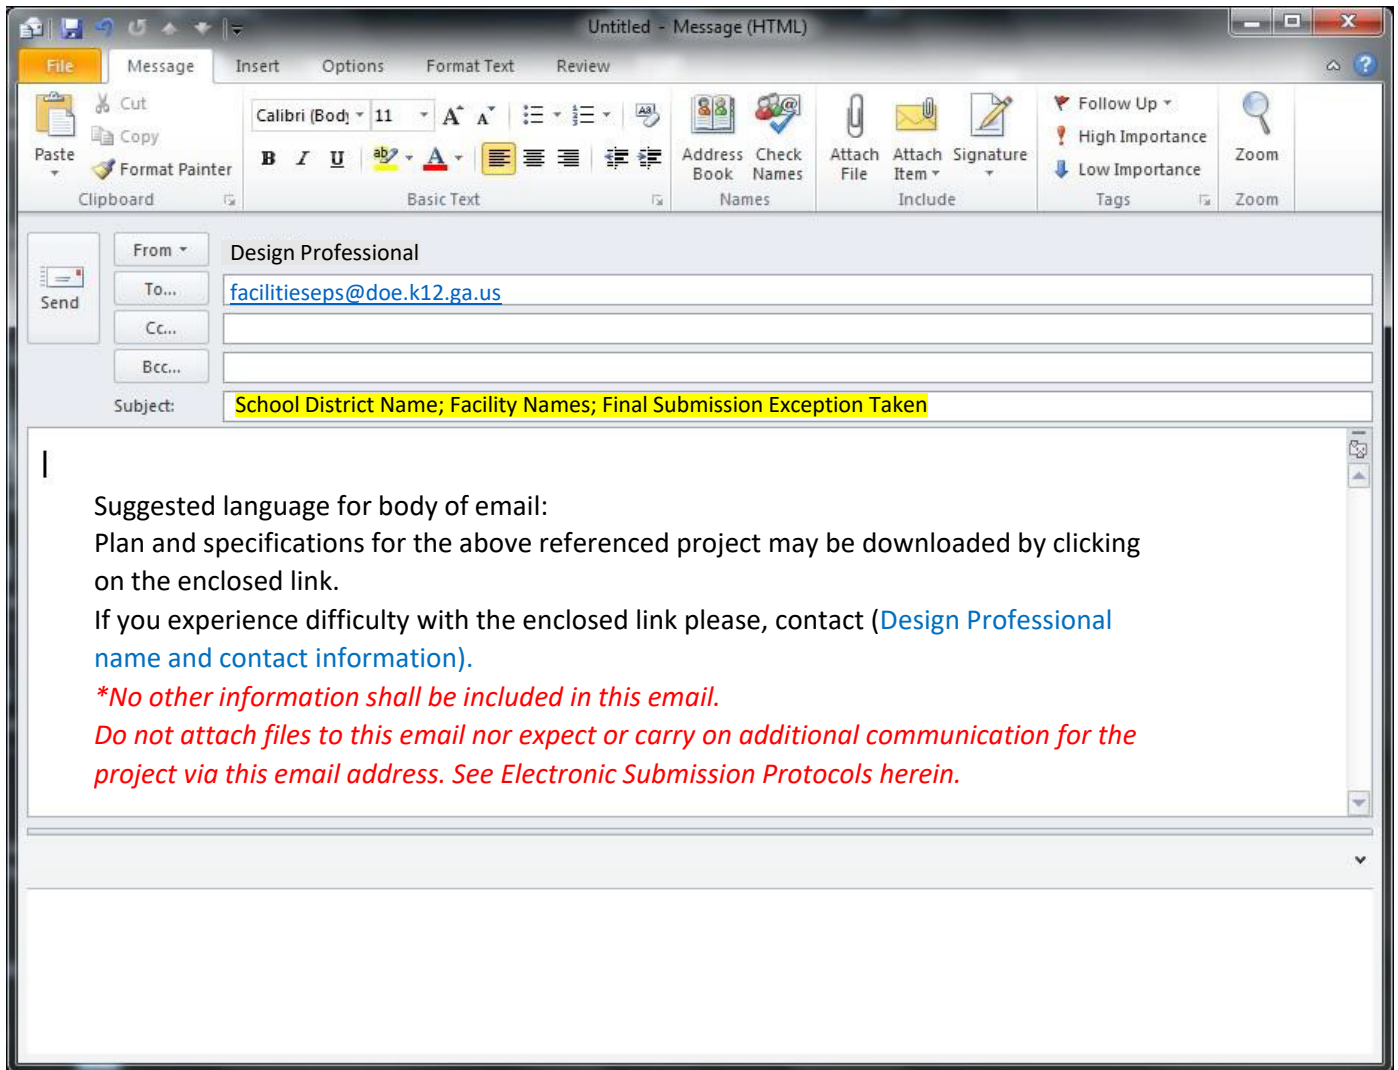 Untitled - Message (HTML)
File Message Insert Options Format Text Review
Paste
Cut
Copy
Format Painter
Clipboard
Calibri (Body 11
A A
B I U ab A
Basic Text
Address Book
Check Names
Names
Attach File
Attach Item
Signature
Include
Follow Up
High Importance
Low Importance
Tags
Zoom
Zoom
Send
From Design Professional
To... facilitieseps@doe.k12.ga.us
Cc...
Bcc...
Subject: School District Name; Facility Names; Final Submission Exception Taken
Suggested language for body of email:
Plan and specifications for the above referenced project may be downloaded by clicking
on the enclosed link.
If you experience difficulty with the enclosed link please, contact (Design Professional
name and contact information).
*No other information shall be included in this email.
Do not attach files to this email nor expect or carry on additional communication for the
project via this email address. See Electronic Submission Protocols herein.